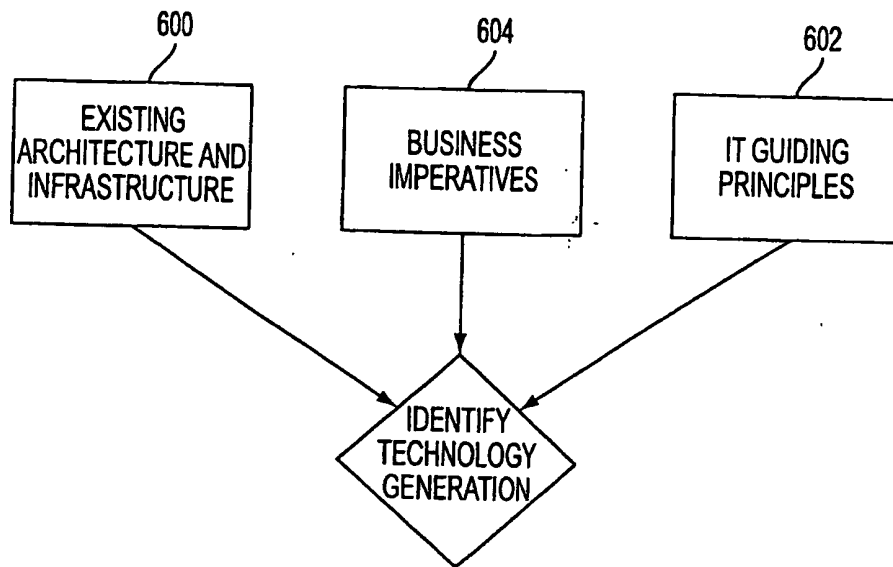 600
604
602
EXISTING
ARCHITECTURE AND
INFRASTRUCTURE
BUSINESS
IMPERATIVES
IT GUIDING
PRINCIPLES
IDENTIFY
TECHNOLOGY
GENERATION